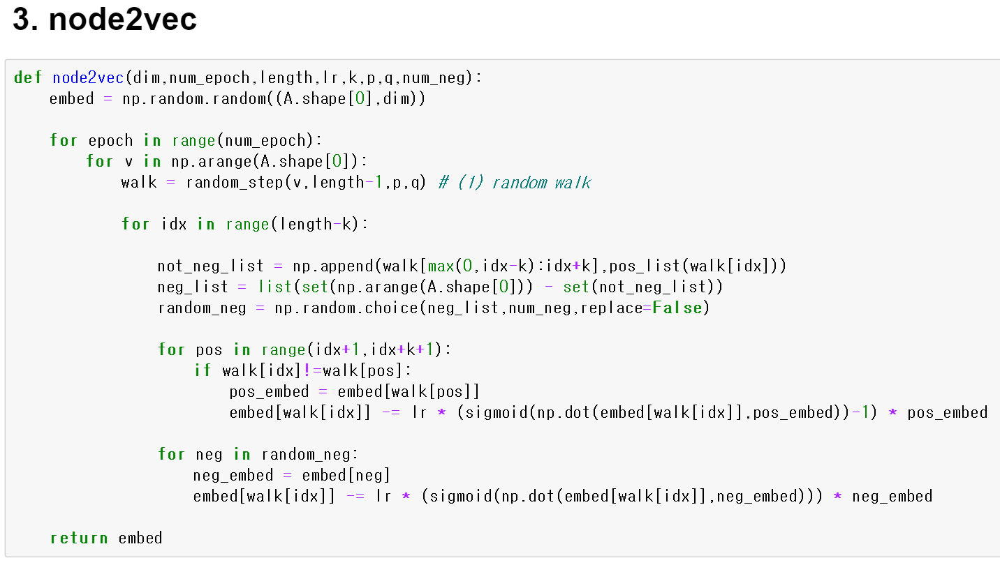 3. node2vec
def node2vec(dim,num_epoch,length,lr,k,p,q,num_neg):
    embed = np.random.random((A.shape[0],dim))
    for epoch in range(num_epoch):
        for v in np.arange(A.shape[0]):
            walk = random_step(v,length-1,p,q) # (1) random walk
            for idx in range(length-k):
                not_neg_list = np.append(walk[max(0,idx-k):idx+k],pos_list(walk[idx]))
                neg_list = list(set(np.arange(A.shape[0])) - set(not_neg_list))
                random_neg = np.random.choice(neg_list,num_neg,replace=False)
                for pos in range(idx+1,idx+k+1):
                    if walk[idx]!=walk[pos]:
                        pos_embed = embed[walk[pos]]
                        embed[walk[idx]] -= lr * (sigmoid(np.dot(embed[walk[idx]],pos_embed))-1) * pos_embed
                for neg in random_neg:
                    neg_embed = embed[neg]
                    embed[walk[idx]] -= lr * (sigmoid(np.dot(embed[walk[idx]],neg_embed))) * neg_embed
    return embed